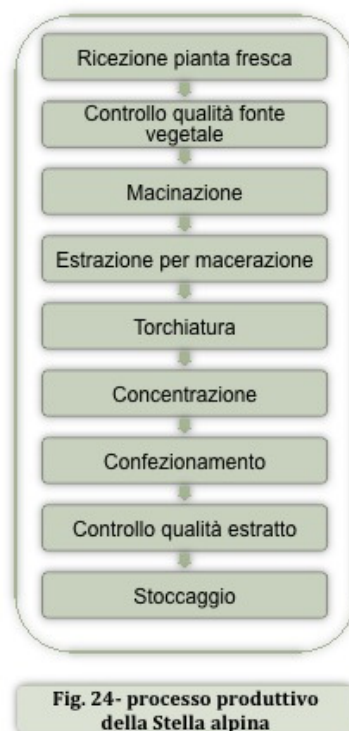 Ricezione pianta fresca
Controllo qualità fonte
vegetale
Macinazione
Estrazione per macerazione
Torchiatura
Concentrazione
Confezionamento
Controllo qualità estratto
Stoccaggio
Fig. 24- processo produttivo
della Stella alpina